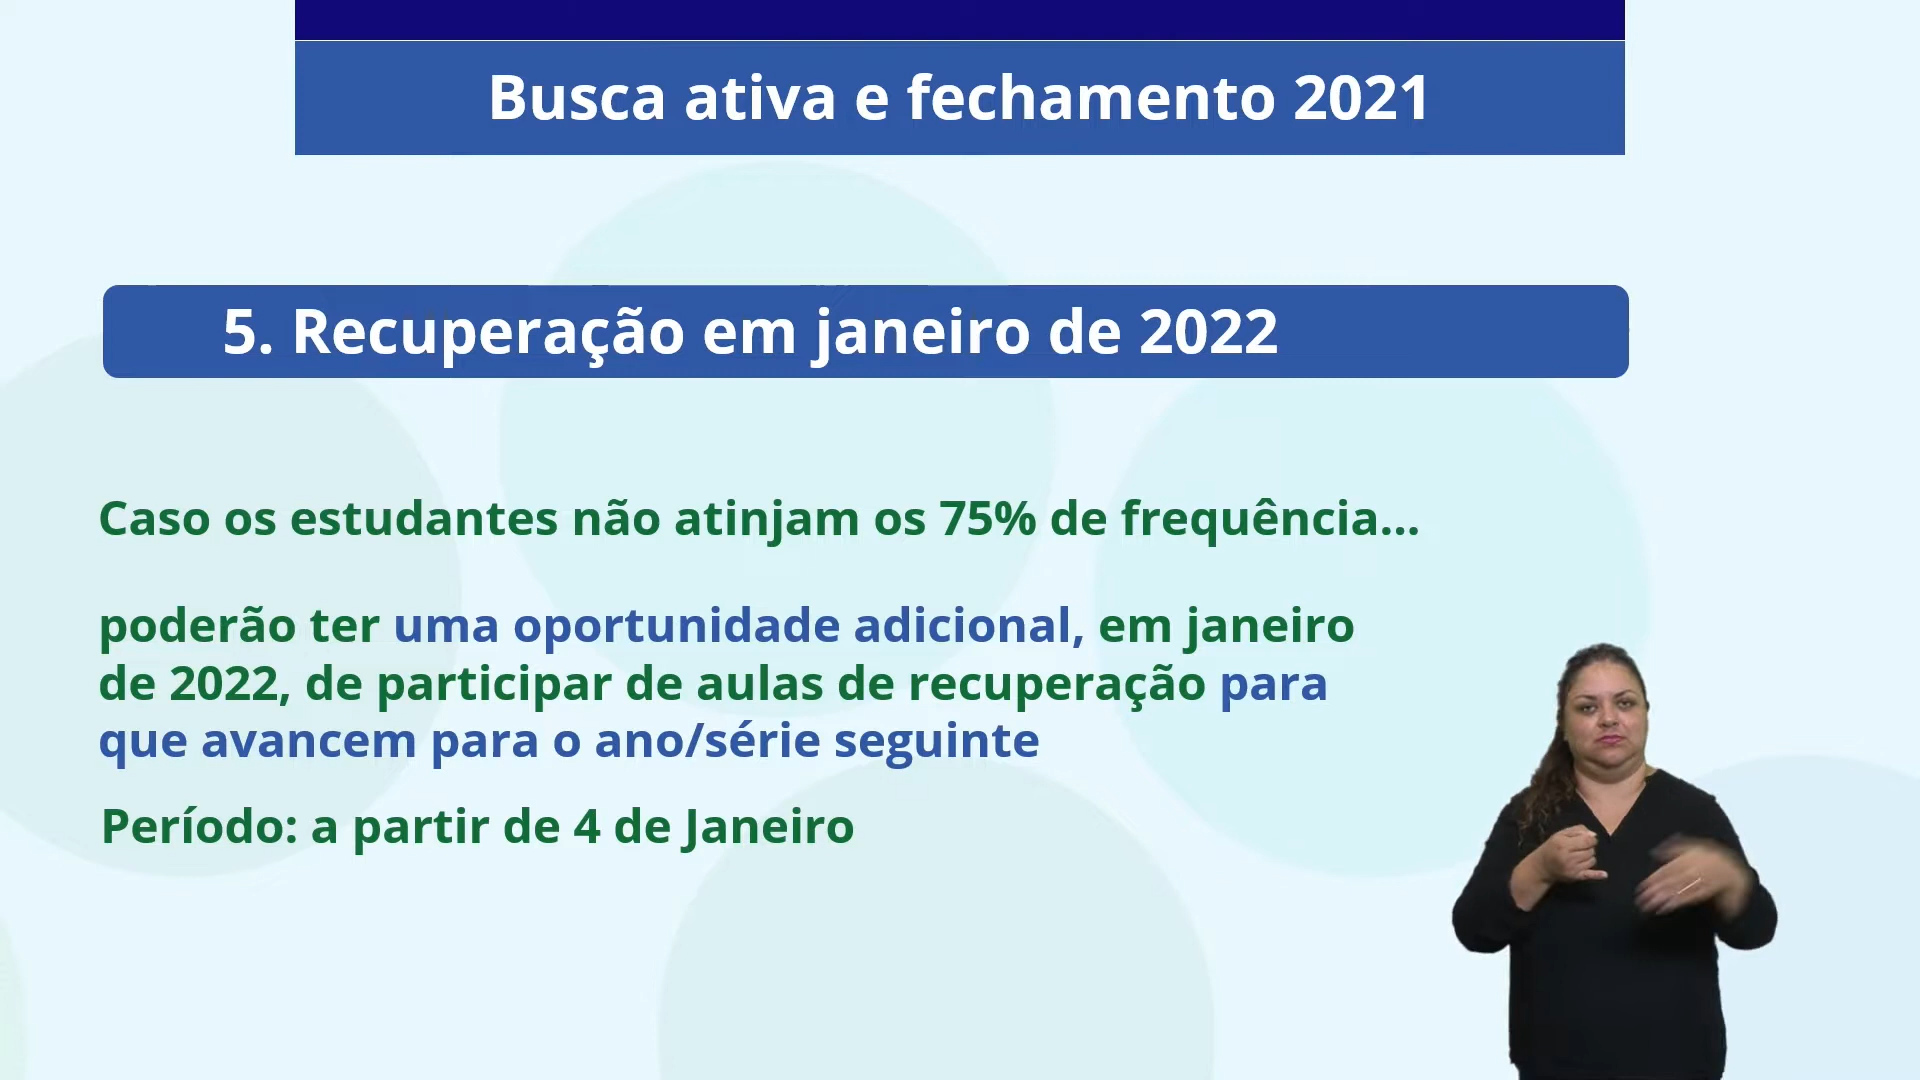 Busca ativa e fechamento 2021
5. Recuperação em janeiro de 2022
Caso os estudantes não atinjam os 75% de frequência...
poderão ter uma oportunidade adicional, em janeiro
de 2022, de participar de aulas de recuperação para
que avancem para o ano/série seguinte
Período: a partir de 4 de Janeiro